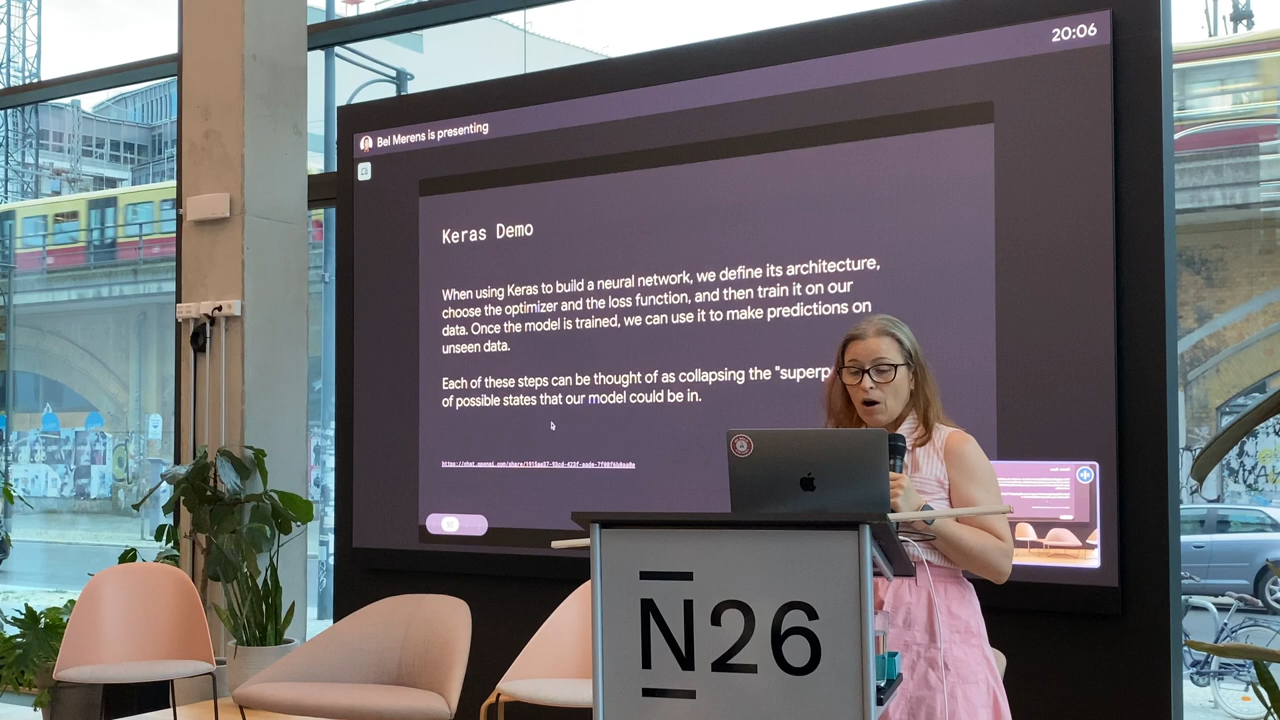 20:06
Bel Merens is presenting
Keras Demo
When using Keras to build a neural network, we define its architecture,
choose the optimizer and the loss function, and then train it on our
data. Once the model is trained, we can use it to make predictions on
unseen data.
Each of these steps can be thought of as collapsing the "superp
of possible states that our model could be in.
N26